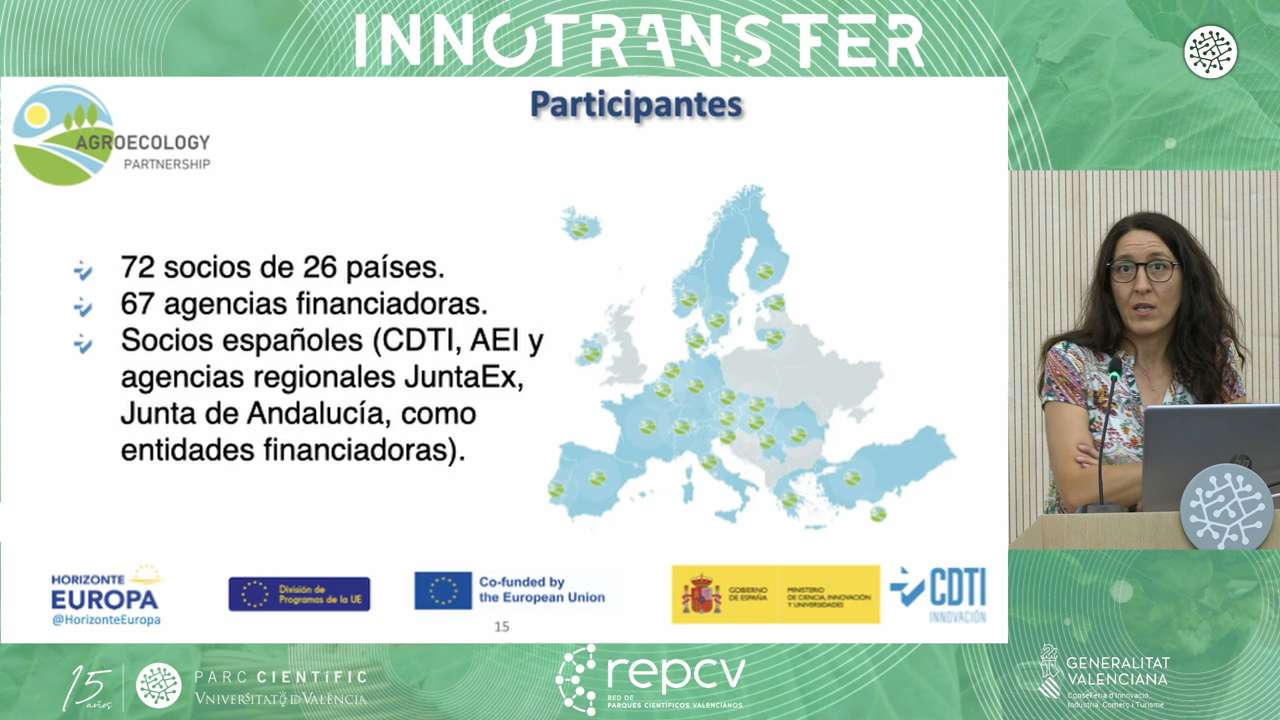 INNOTRANSFER
Participantes
AGROECOLOGY
PARTNERSHIP
72 socios de 26 países.
67 agencias financiadoras.
Socios españoles (CDTI, AEI y
agencias regionales JuntaEx,
Junta de Andalucía, como
entidades financiadoras).
HORIZONTE
EUROPA
@HorizonteEuropa
División de
Programas de la UE
Co-funded by
the European Union
GOBIERNO
DE ESPAÑA
MINISTERIO
DE CIENCIA, INNOVACIÓN
Y UNIVERSIDADES
CDTI
INNOVACIÓN
15
hp
15
años
PARC CIENTÍFIC
VNIVERSITAT D VALÈNCIA
repcv
RED DE
PARQUES CIENTÍFICOS VALENCIANOS
GENERALITAT
VALENCIANA
Conselleria d'Innovació,
Indústria, Comerç i Turisme